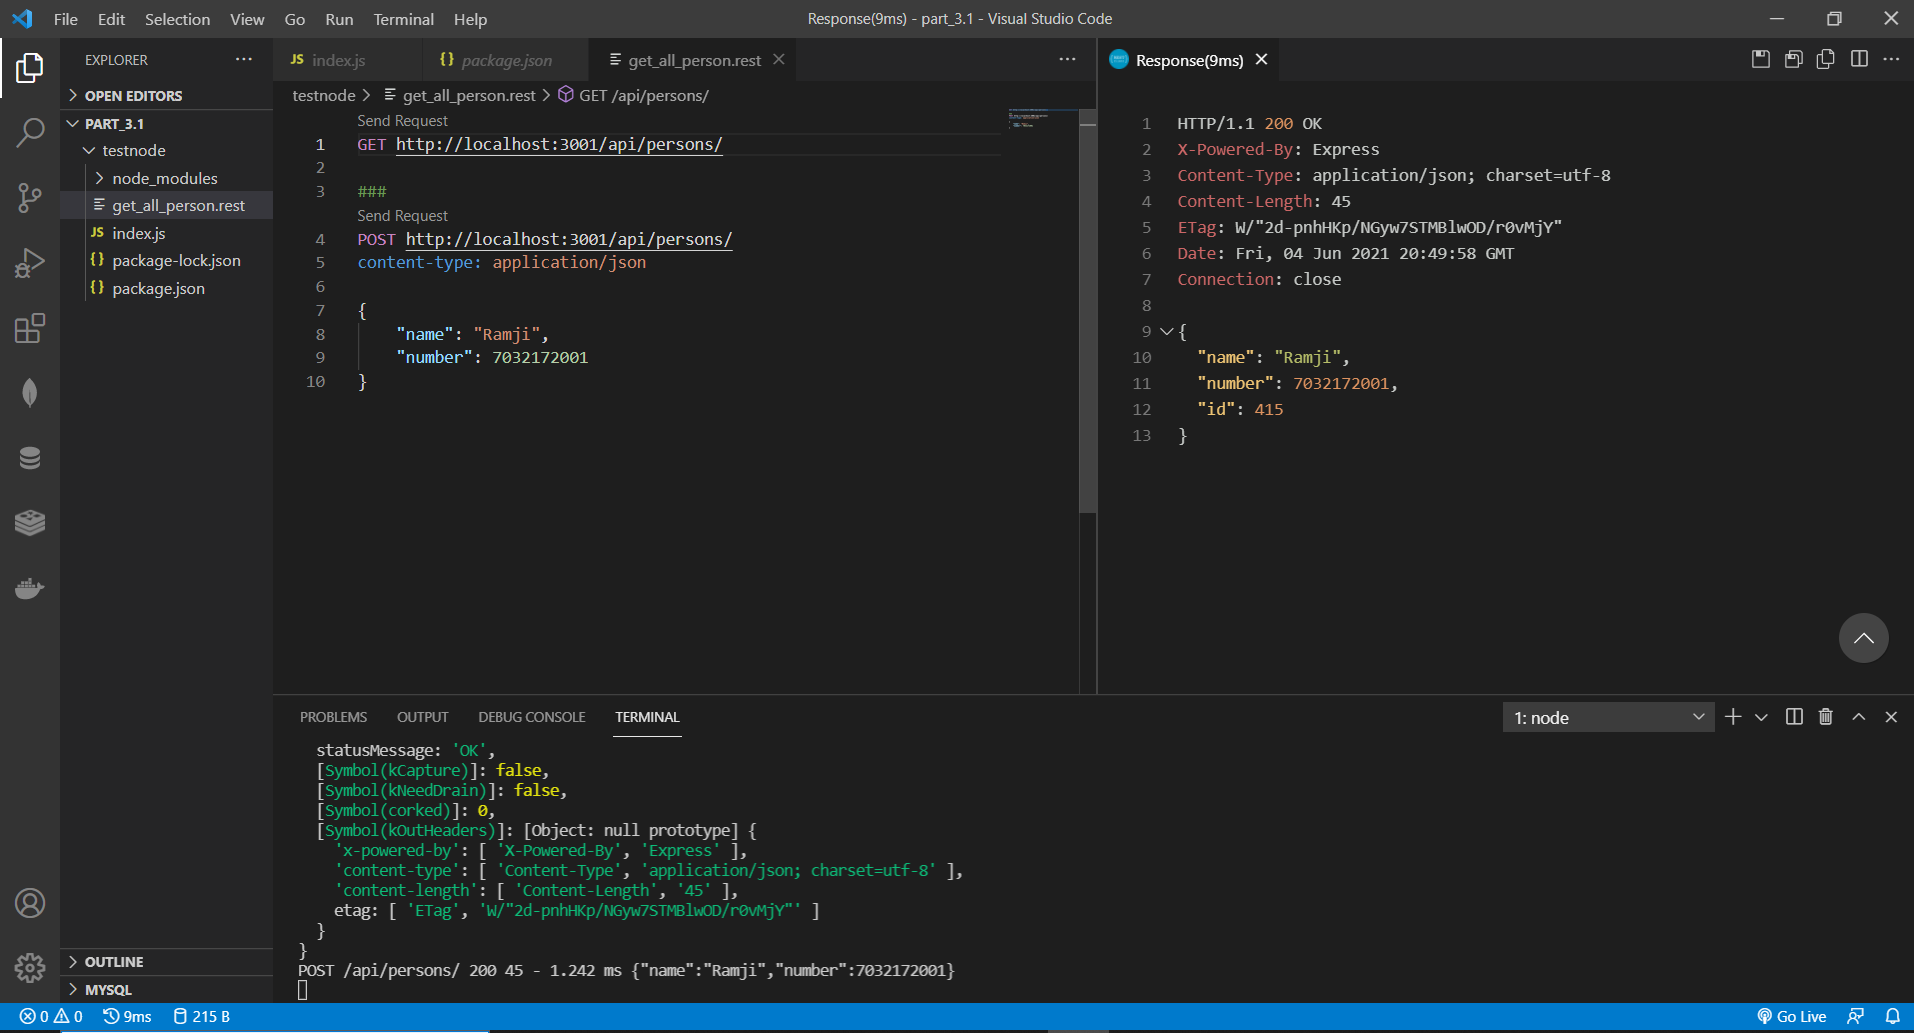 File Edit Selection View Go Run Terminal Help
Response(9ms) - part_3.1 - Visual Studio Code
EXPLORER ···
OPEN EDITORS
PART_3.1
testnode
node_modules
get_all_person.rest
JS index.js
{} package-lock.json
{} package.json
OUTLINE
MYSQL
JS index.js
{} package.json
get_all_person.rest
testnode > get_all_person.rest > GET /api/persons/
Send Request
1 GET http://localhost:3001/api/persons/
2
3 ###
Send Request
4 POST http://localhost:3001/api/persons/
5 content-type: application/json
6
7 {
8 "name": "Ramji",
9 "number": 7032172001
10 }
Response(9ms)
1 HTTP/1.1 200 OK
2 X-Powered-By: Express
3 Content-Type: application/json; charset=utf-8
4 Content-Length: 45
5 ETag: W/"2d-pnhHKp/NGyw7STMBlwOD/r0vMjY"
6 Date: Fri, 04 Jun 2021 20:49:58 GMT
7 Connection: close
8
9 {
10 "name": "Ramji",
11 "number": 7032172001,
12 "id": 415
13 }
PROBLEMS OUTPUT DEBUG CONSOLE TERMINAL
1: node
statusMessage: 'OK',
[Symbol(kCapture)]: false,
[Symbol(kNeedDrain)]: false,
[Symbol(corked)]: 0,
[Symbol(kOutHeaders)]: [Object: null prototype] {
'x-powered-by': [ 'X-Powered-By', 'Express' ],
'content-type': [ 'Content-Type', 'application/json; charset=utf-8' ],
'content-length': [ 'Content-Length', '45' ],
etag: [ 'ETag', 'W/"2d-pnhHKp/NGyw7STMBlwOD/r0vMjY"' ]
}
}
POST /api/persons/ 200 45 - 1.242 ms {"name":"Ramji","number":7032172001}
0 0 9ms 215 B
Go Live